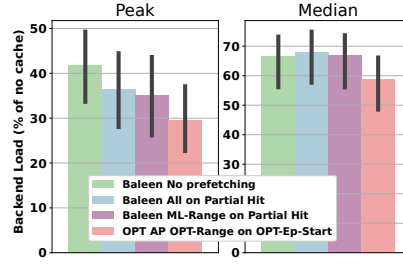 Peak
Median
Backend Load (% of no cache)
50
40
30
20
10
0
70
60
50
40
30
20
10
0
Baleen No prefetching
Baleen All on Partial Hit
Baleen ML-Range on Partial Hit
OPT AP OPT-Range on OPT-Ep-Start